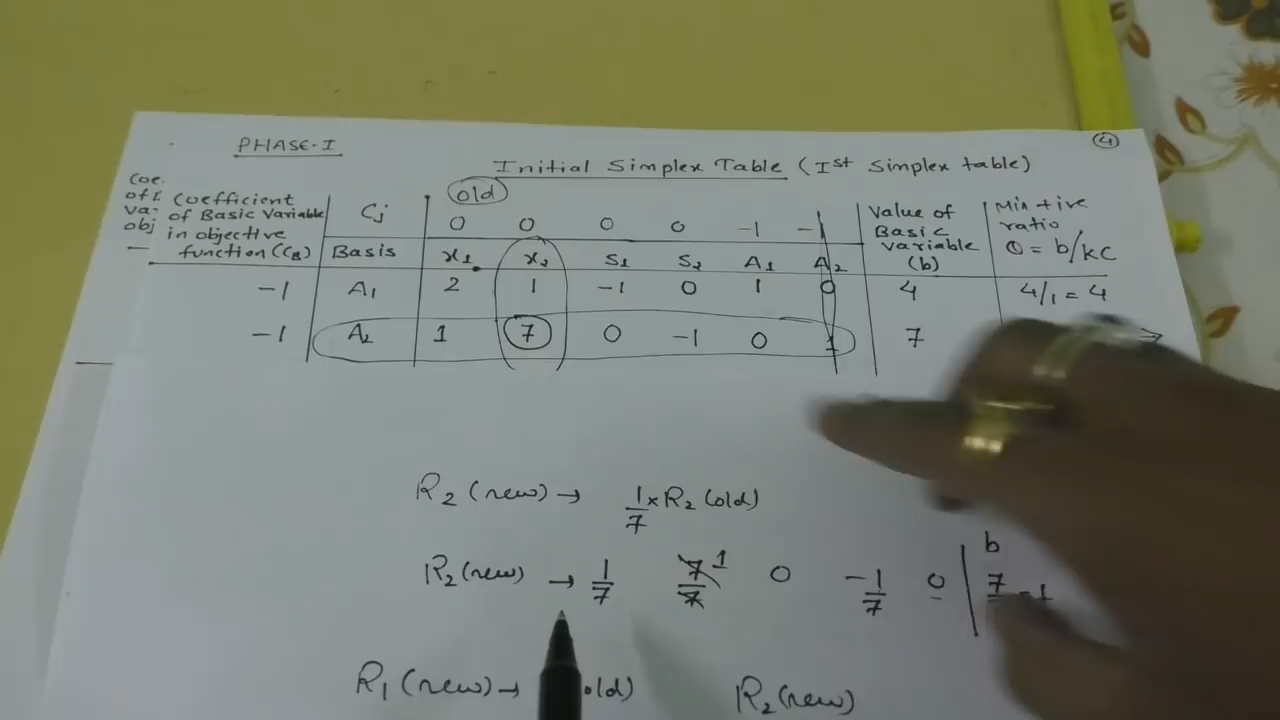 PHASE-I
4
Initial Simplex Table (Ist Simplex table)
old
Coefficient of Basic Variable in objective function (CB)
Cj 0 0 0 0 -1 -1
Value of Basic variable (b)
Min +ive ratio θ = b/kc
Basis x1 x2 S1 S2 A1 A2
-1 A1 2 1 -1 0 1 0 4 4/1 = 4
-1 A2 1 7 0 -1 0 1 7 →
R2 (new) → 1/7 x R2 (old)
b
R2 (new) → 1/7 7/7 1 0 -1/7 0 | 7
R1 (new) → old) R2 (new)